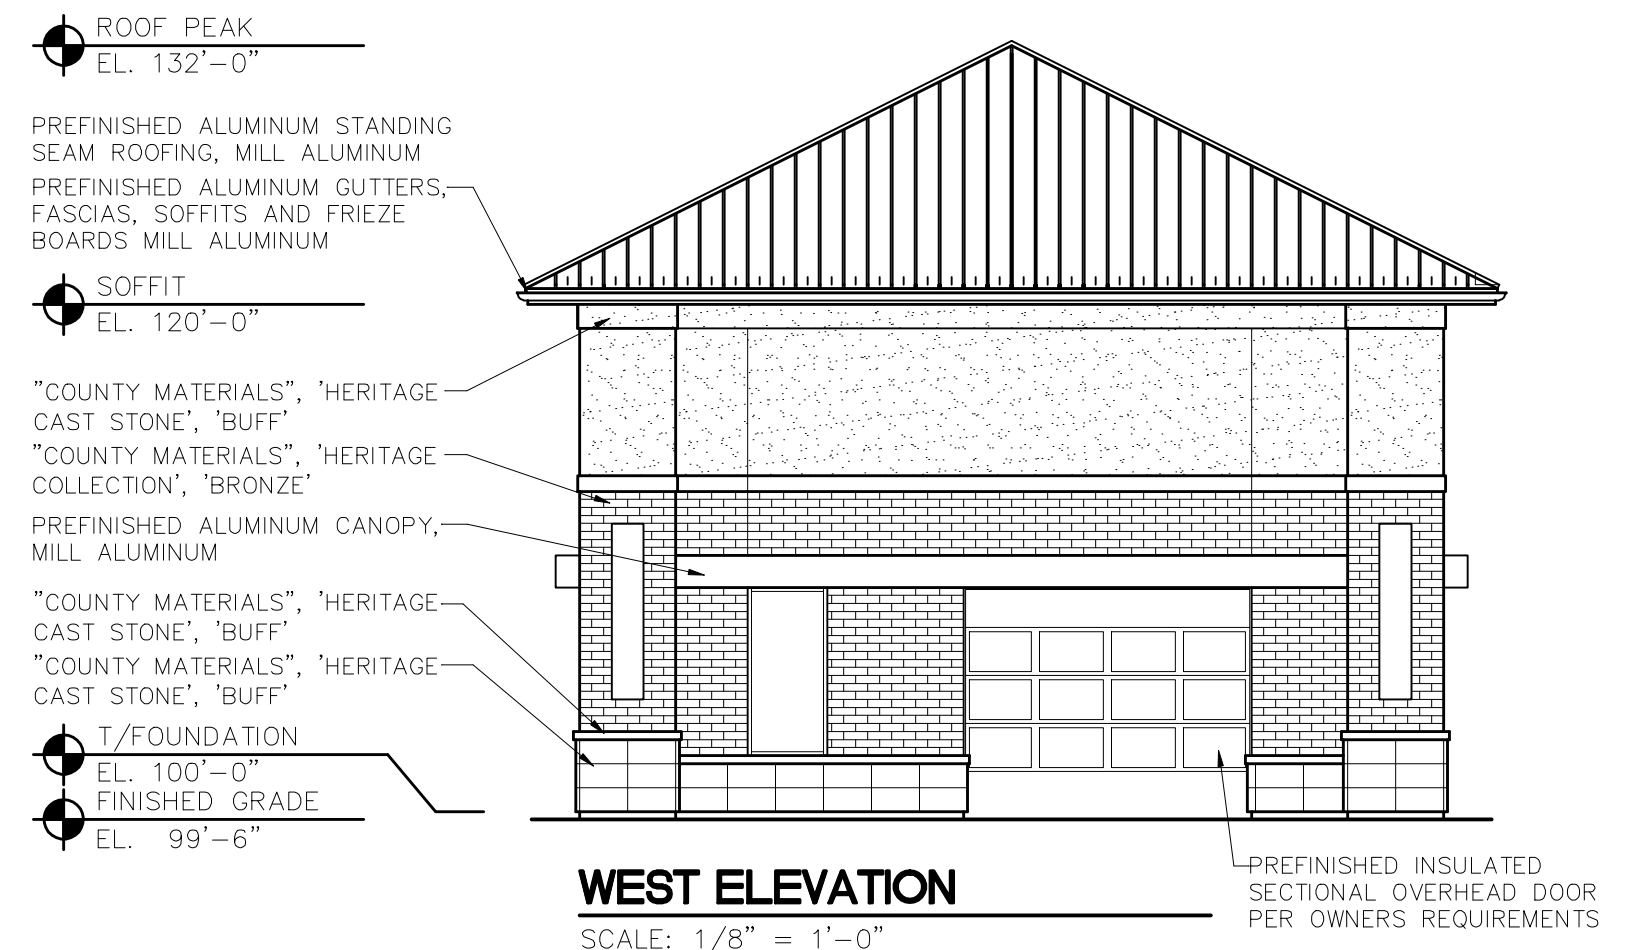 ROOF PEAK
EL. 132'-0"
PREFINISHED ALUMINUM STANDING
SEAM ROOFING, MILL ALUMINUM
PREFINISHED ALUMINUM GUTTERS,
FASCIAS, SOFFITS AND FRIEZE
BOARDS MILL ALUMINUM
SOFFIT
EL. 120'-0"
"COUNTY MATERIALS", 'HERITAGE
CAST STONE', 'BUFF'
"COUNTY MATERIALS", 'HERITAGE
COLLECTION', 'BRONZE'
PREFINISHED ALUMINUM CANOPY,
MILL ALUMINUM
"COUNTY MATERIALS", 'HERITAGE
CAST STONE', 'BUFF'
"COUNTY MATERIALS", 'HERITAGE
CAST STONE', 'BUFF'
T/FOUNDATION
EL. 100'-0"
FINISHED GRADE
EL. 99'-6"
WEST ELEVATION
SCALE: 1/8" = 1'-0"
PREFINISHED INSULATED
SECTIONAL OVERHEAD DOOR
PER OWNERS REQUIREMENTS